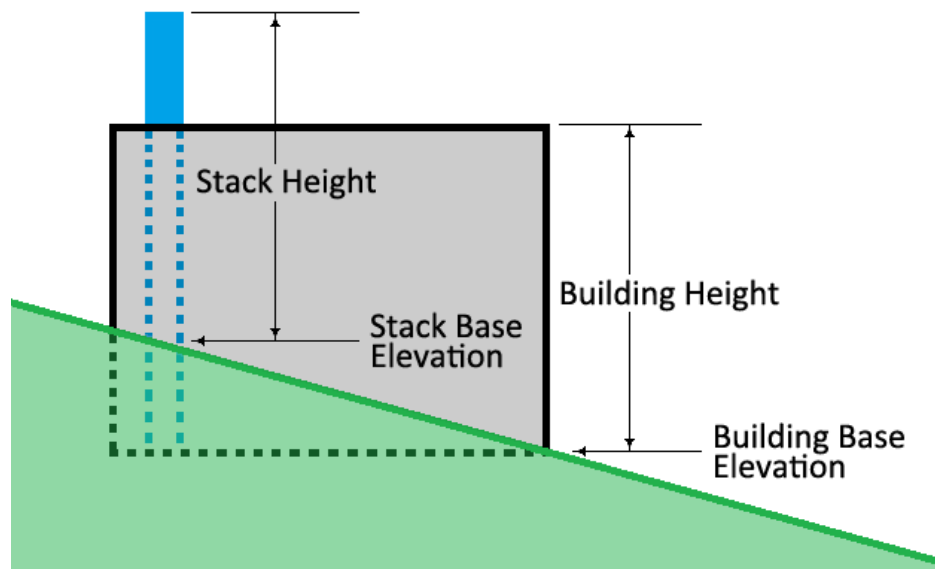 Stack Height
Building Height
Stack Base
Elevation
Building Base
Elevation